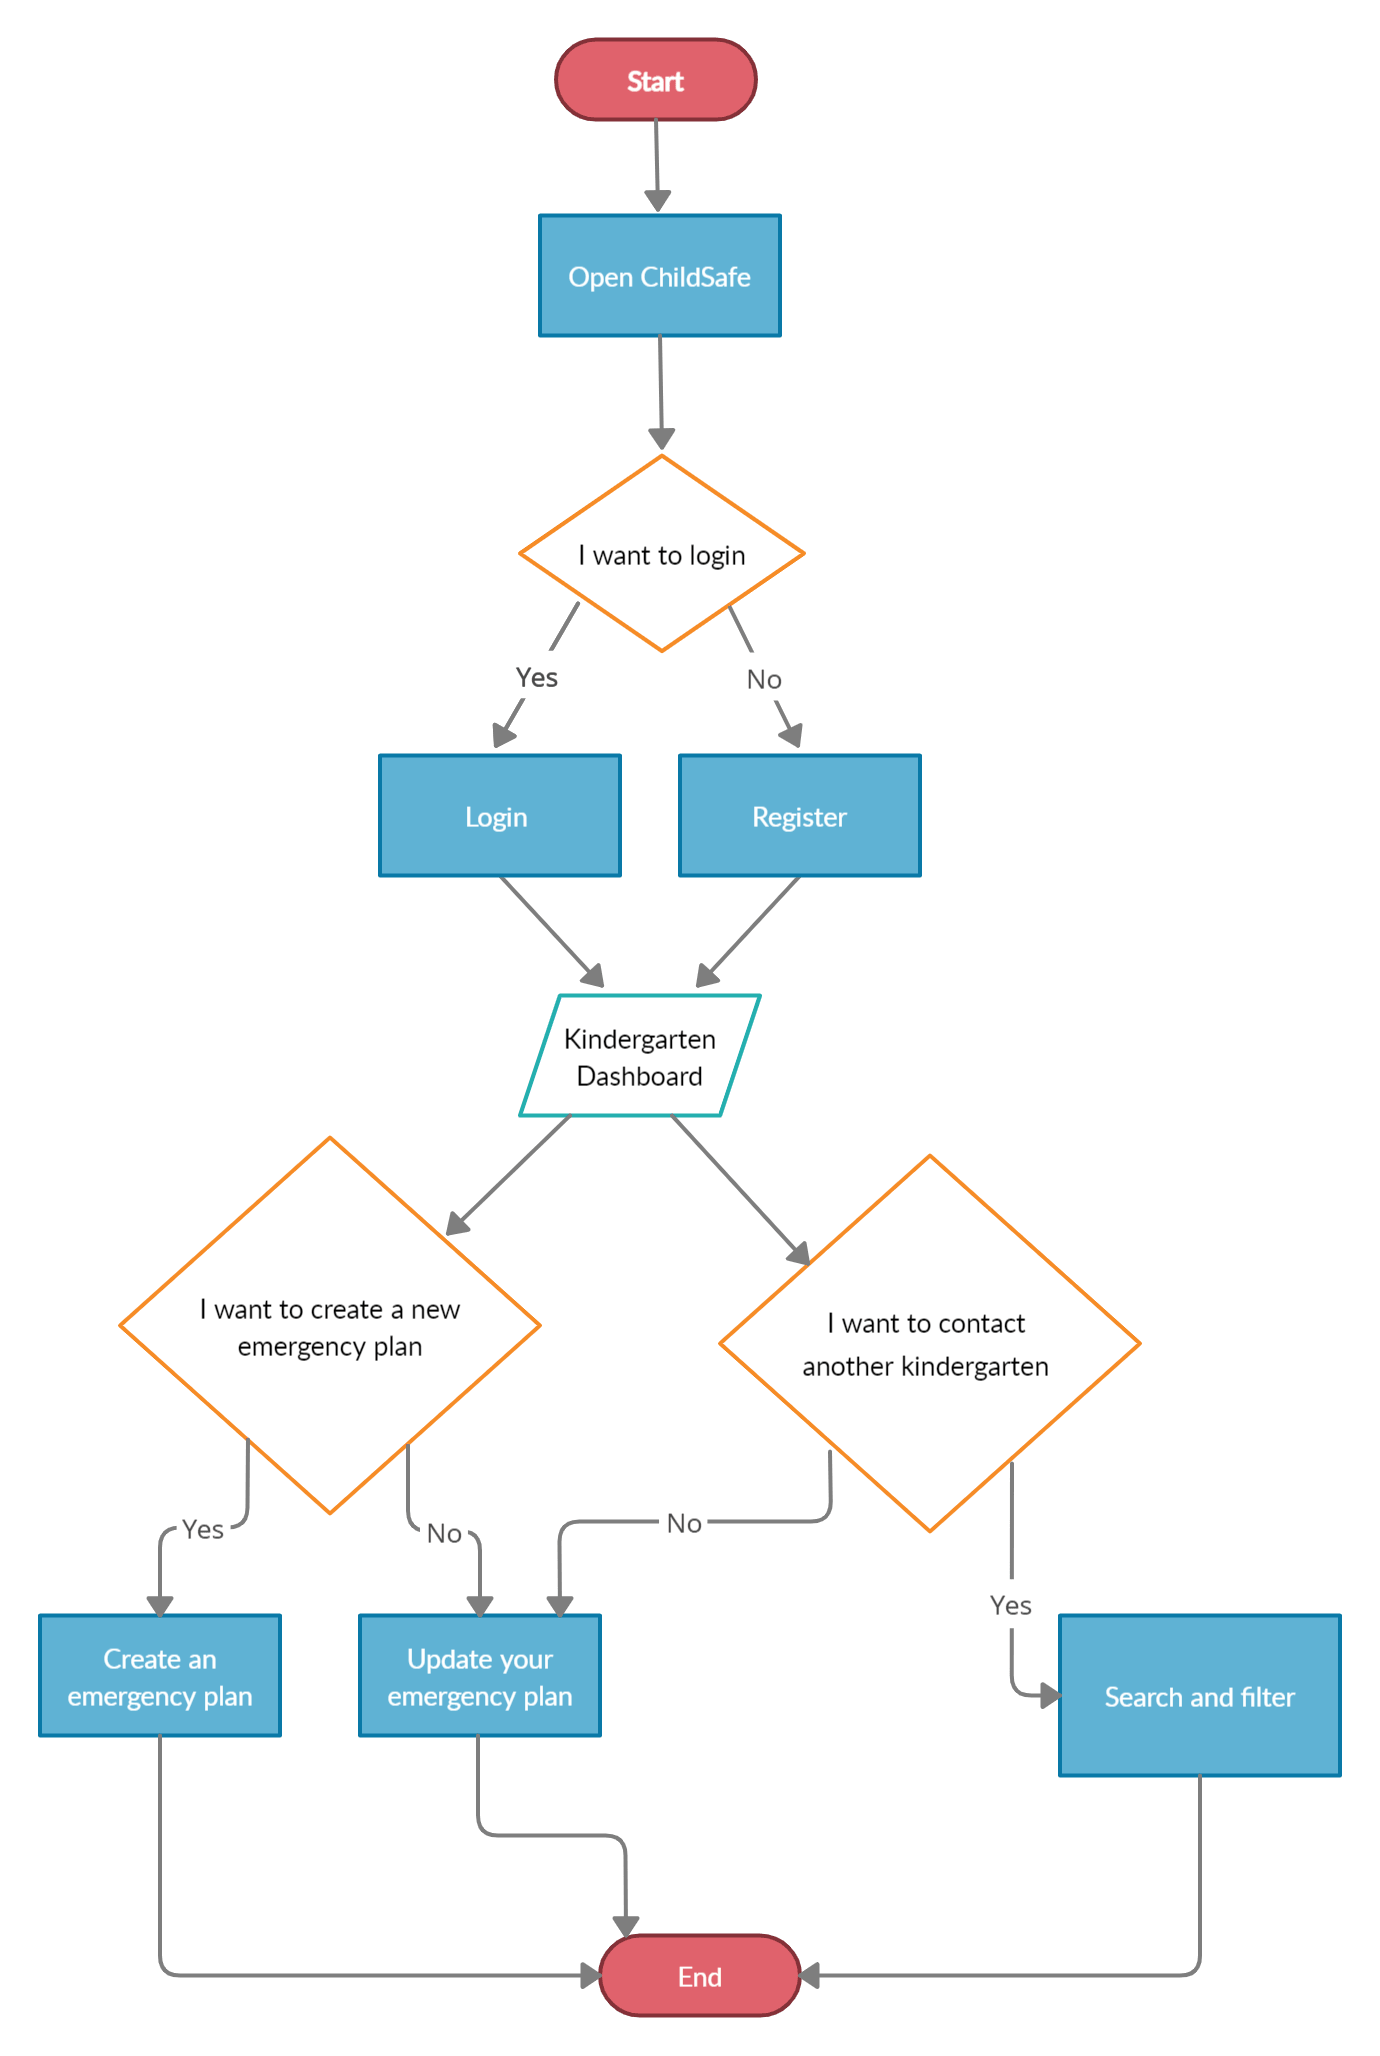 Start
Open ChildSafe
I want to login
Yes
No
Login
Register
Kindergarten
Dashboard
I want to create a new
emergency plan
I want to contact
another kindergarten
Yes
No
No
Yes
Create an
emergency plan
Update your
emergency plan
Search and filter
End